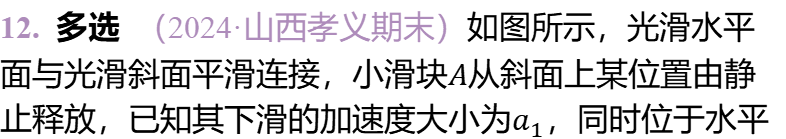 12. 多选 (2024·山西孝义期末)如图所示，光滑水平
面与光滑斜面平滑连接，小滑块A从斜面上某位置由静
止释放，已知其下滑的加速度大小为a₁，同时位于水平